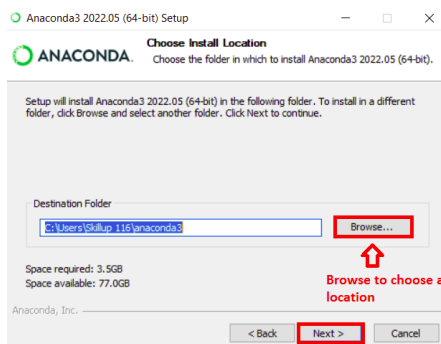 Anaconda3 2022.05 (64-bit) Setup
ANACONDA.
Choose Install Location
Choose the folder in which to install Anaconda3 2022.05 (64-bit).
Setup will install Anaconda3 2022.05 (64-bit) in the following folder. To install in a different
folder, click Browse and select another folder. Click Next to continue.
Destination Folder
C:\Users\Skillup 116\anaconda3
Browse...
Space required: 3.5GB
Space available: 77.0GB
Browse to choose a
location
Anaconda, Inc.
< Back
Next >
Cancel